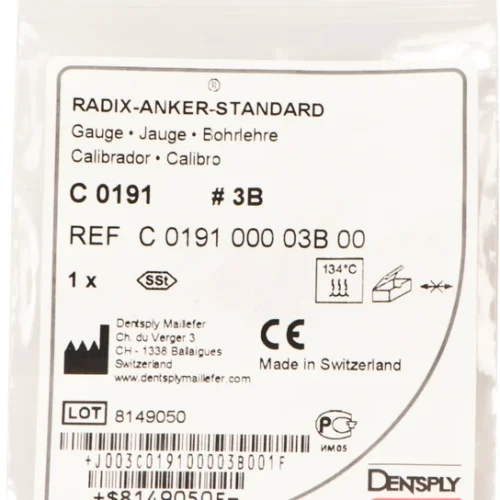 ®
RADIX-ANKER-STANDARD
Gauge • Jauge • Bohrlehre
Calibrador • Calibro
C 0191 # 3B
REF C 0191 000 03B 00
1 x SSt 134°C
Dentsply Maillefer
Ch. du Verger 3
CH - 1338 Ballaigues
Switzerland
www.dentsplymaillefer.com
CE
Made in Switzerland
LOT 8149050
ИМ05
+J003C019100003B001F
+$8149050F-
DENTSPLY